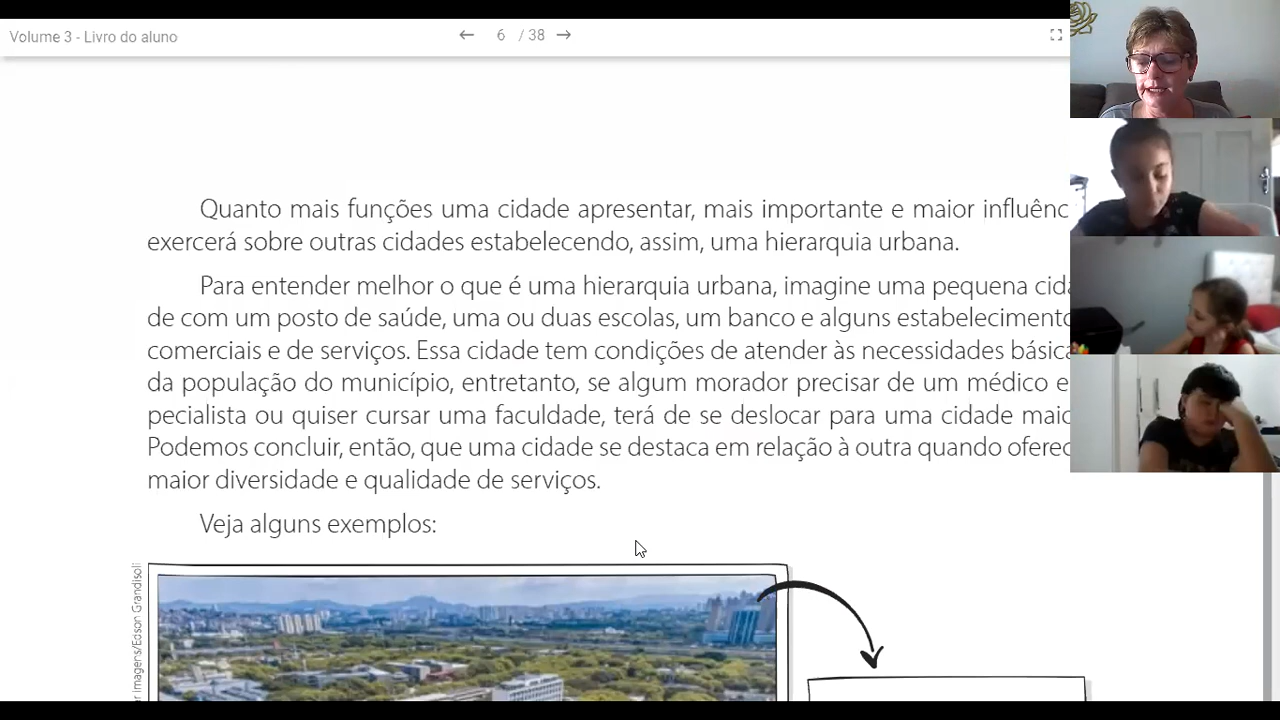 Volume 3 - Livro do aluno
6 / 38
Quanto mais funções uma cidade apresentar, mais importante e maior influênc
exercerá sobre outras cidades estabelecendo, assim, uma hierarquia urbana.
Para entender melhor o que é uma hierarquia urbana, imagine uma pequena cida
de com um posto de saúde, uma ou duas escolas, um banco e alguns estabelecimento
comerciais e de serviços. Essa cidade tem condições de atender às necessidades básica
da população do município, entretanto, se algum morador precisar de um médico e
pecialista ou quiser cursar uma faculdade, terá de se deslocar para uma cidade maio
Podemos concluir, então, que uma cidade se destaca em relação à outra quando oferec
maior diversidade e qualidade de serviços.
Veja alguns exemplos:
r Imagens/Edson Grandisoli